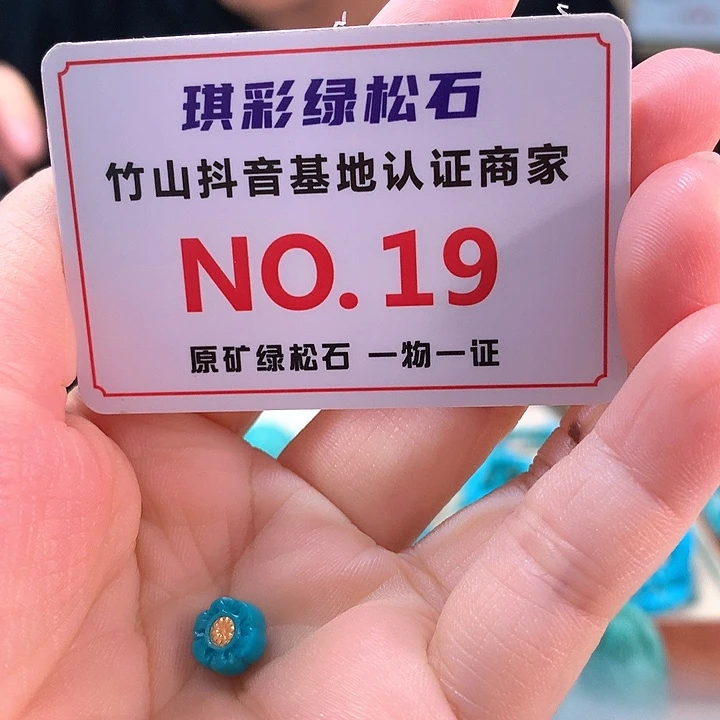 琪彩绿松石
竹山抖音基地认证商家
NO.19
原矿绿松石 一物一证